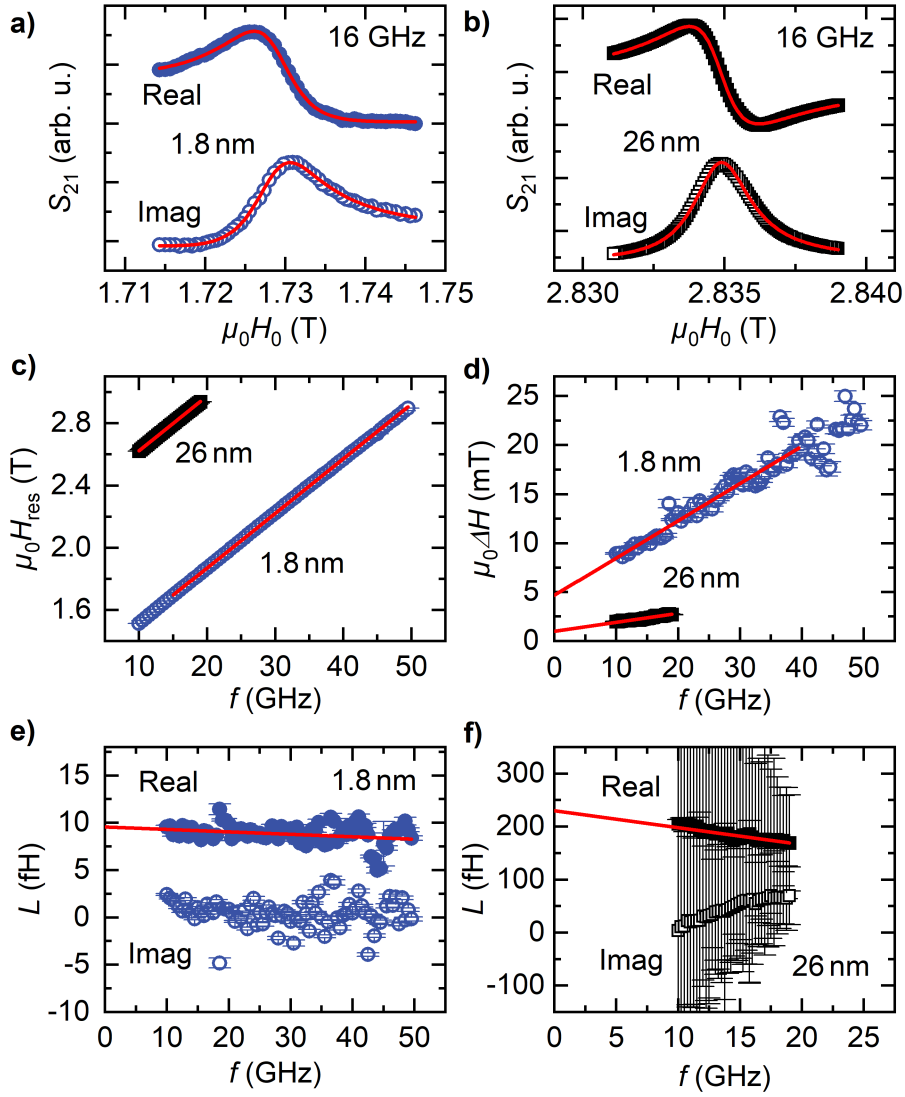 a)
16 GHz
Real
1.8 nm
Imag
S21 (arb. u.)
1.71 1.72 1.73 1.74 1.75
μ0H0 (T)
b)
16 GHz
Real
26 nm
Imag
S21 (arb. u.)
2.830 2.835 2.840
μ0H0 (T)
c)
2.8
2.4
2.0
1.6
μ0Hres (T)
26 nm
1.8 nm
0 10 20 30 40 50
f (GHz)
d)
25
20
15
10
5
0
μ0ΔH (mT)
1.8 nm
26 nm
0 10 20 30 40 50
f (GHz)
e)
15
10
5
0
-5
-10
L (fH)
Real
1.8 nm
Imag
0 10 20 30 40 50
f (GHz)
f)
300
200
100
0
-100
L (fH)
Real
Imag
26 nm
0 5 10 15 20 25
f (GHz)